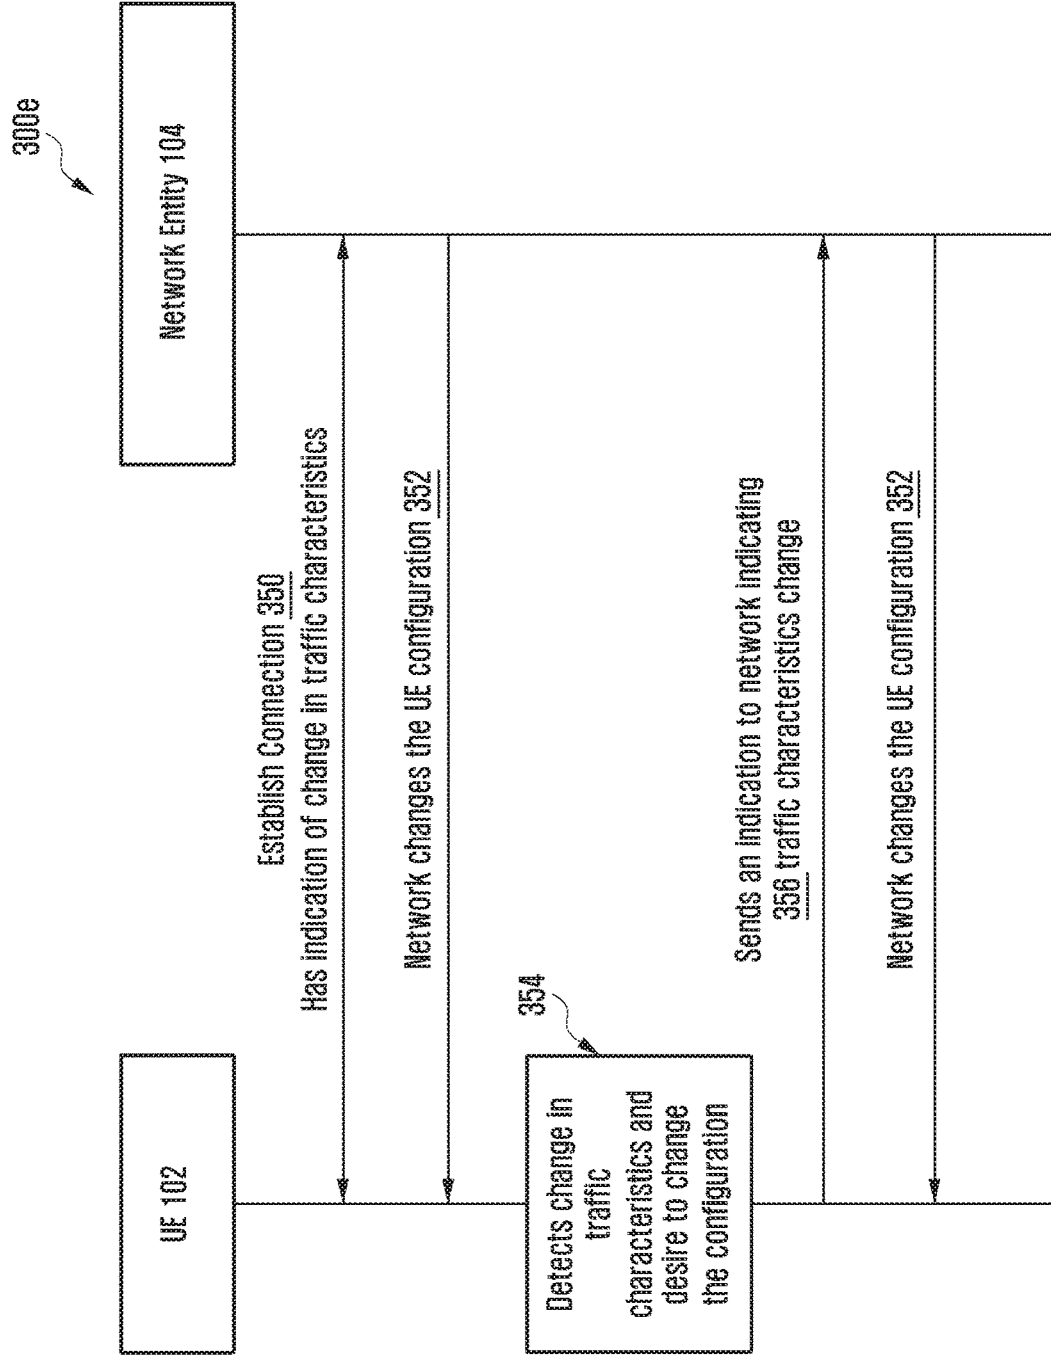 300e
UE 102
Network Entity 104
Establish Connection 350
Has indication of change in traffic characteristics
Network changes the UE configuration 352
354
Detects change in
traffic
characteristics and
desire to change
the configuration
Sends an indication to network indicating
356 traffic characteristics change
Network changes the UE configuration 352